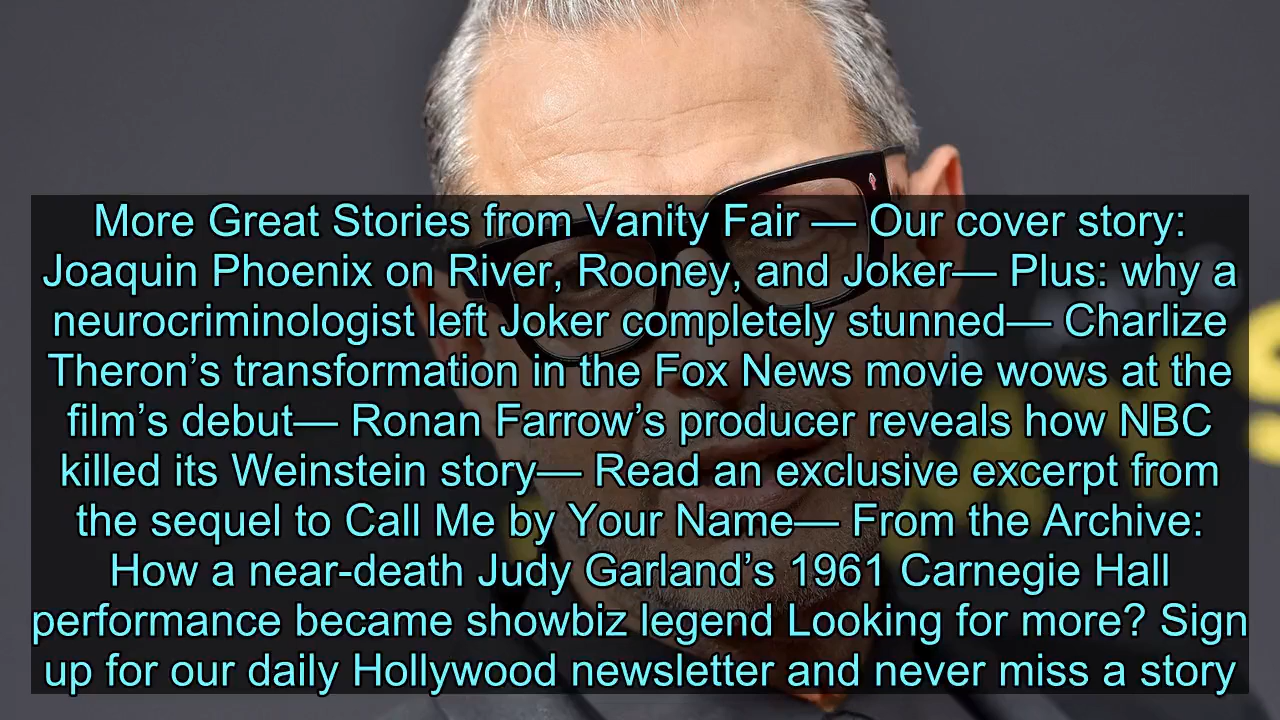 More Great Stories from Vanity Fair — Our cover story:
Joaquin Phoenix on River, Rooney, and Joker— Plus: why a
neurocriminologist left Joker completely stunned— Charlize
Theron’s transformation in the Fox News movie wows at the
film’s debut— Ronan Farrow’s producer reveals how NBC
killed its Weinstein story— Read an exclusive excerpt from
the sequel to Call Me by Your Name— From the Archive:
How a near-death Judy Garland’s 1961 Carnegie Hall
performance became showbiz legend Looking for more? Sign
up for our daily Hollywood newsletter and never miss a story